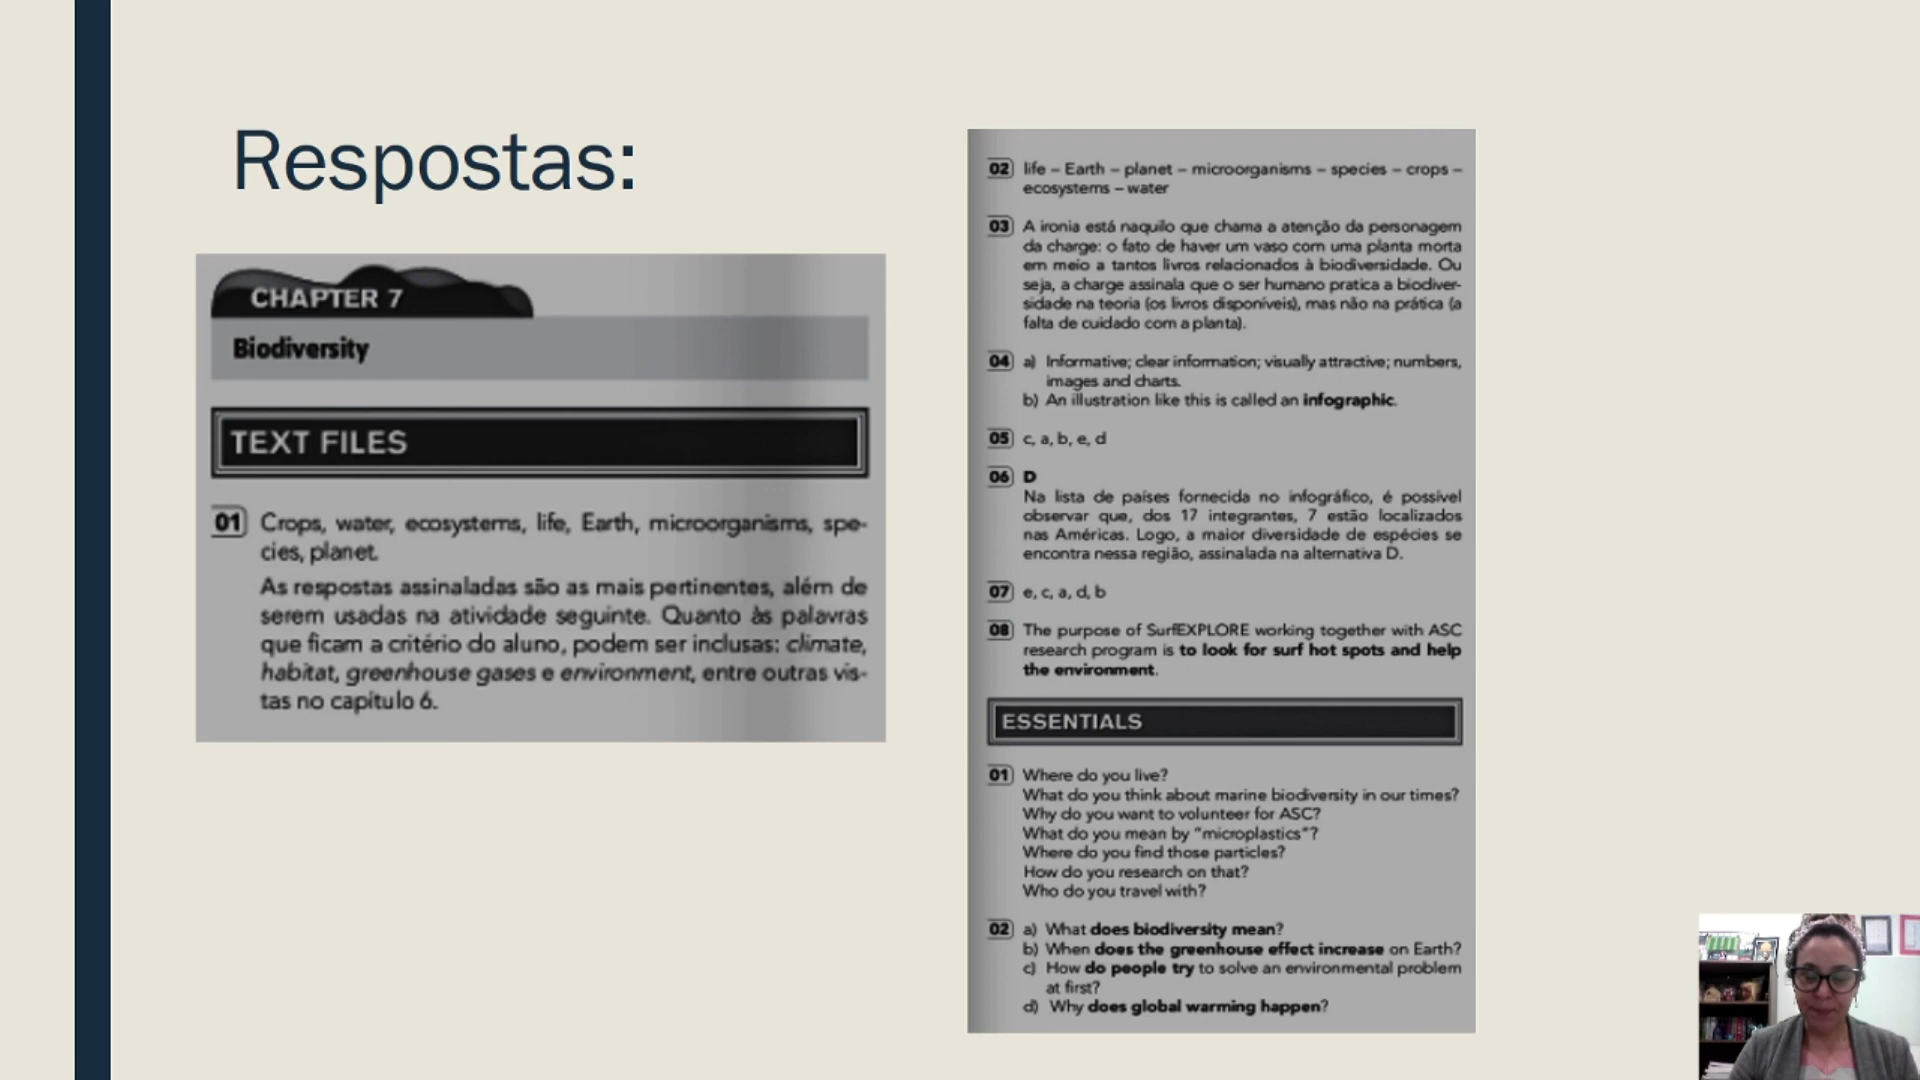 Respostas:
CHAPTER 7
Biodiversity
TEXT FILES
01 Crops, water, ecosystems, life, Earth, microorganisms, spe-
cies, planet.
As respostas assinaladas são as mais pertinentes, além de
serem usadas na atividade seguinte. Quanto às palavras
que ficam a critério do aluno, podem ser inclusas: climate,
habitat, greenhouse gases e environment, entre outras vis-
tas no capítulo 6.
02 life – Earth – planet – microorganisms – species – crops –
ecosystems – water
03 A ironia está naquilo que chama a atenção da personagem
da charge: o fato de haver um vaso com uma planta morta
em meio a tantos livros relacionados à biodiversidade. Ou
seja, a charge assinala que o ser humano pratica a biodiver-
sidade na teoria (os livros disponíveis), mas não na prática (a
falta de cuidado com a planta).
04 a) Informative; clear information; visually attractive; numbers,
images and charts.
b) An illustration like this is called an infographic.
05 c, a, b, e, d
06 D
Na lista de países fornecida no infográfico, é possível
observar que, dos 17 integrantes, 7 estão localizados
nas Américas. Logo, a maior diversidade de espécies se
encontra nessa região, assinalada na alternativa D.
07 e, c, a, d, b
08 The purpose of SurfEXPLORE working together with ASC
research program is to look for surf hot spots and help
the environment.
ESSENTIALS
01 Where do you live?
What do you think about marine biodiversity in our times?
Why do you want to volunteer for ASC?
What do you mean by "microplastics"?
Where do you find those particles?
How do you research on that?
Who do you travel with?
02 a) What does biodiversity mean?
b) When does the greenhouse effect increase on Earth?
c) How do people try to solve an environmental problem
at first?
d) Why does global warming happen?